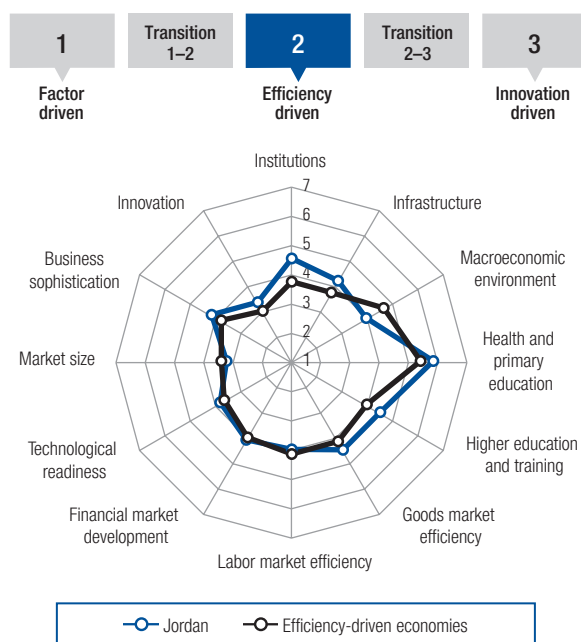 1
Transition
1–2
2
Transition
2–3
3
Factor
driven
Efficiency
driven
Innovation
driven
Institutions
Infrastructure
Macroeconomic
environment
Health and
primary
education
Higher education
and training
Goods market
efficiency
Labor market efficiency
Financial market
development
Technological
readiness
Market size
Business
sophistication
Innovation
7
6
5
4
3
2
1
Jordan
Efficiency-driven economies